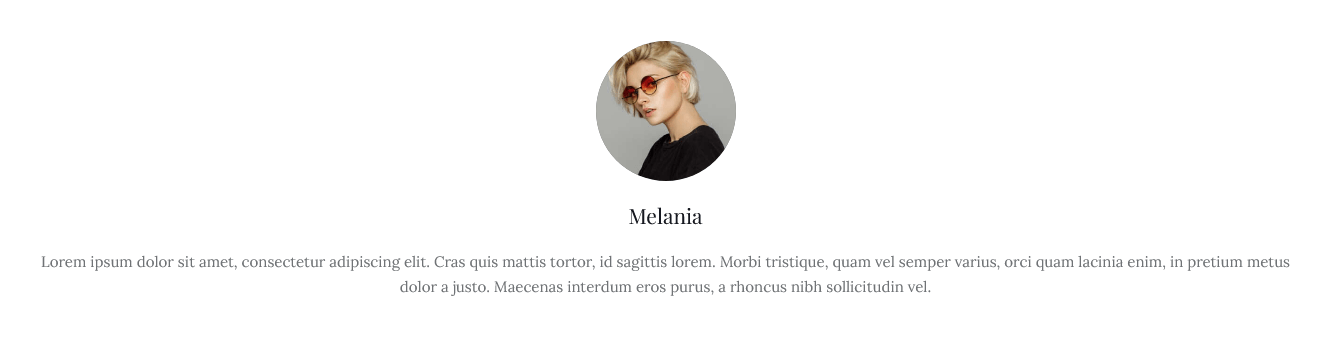 Melania
Lorem ipsum dolor sit amet, consectetur adipiscing elit. Cras quis mattis tortor, id sagittis lorem. Morbi tristique, quam vel semper varius, orci quam lacinia enim, in pretium metus
dolor a justo. Maecenas interdum eros purus, a rhoncus nibh sollicitudin vel.